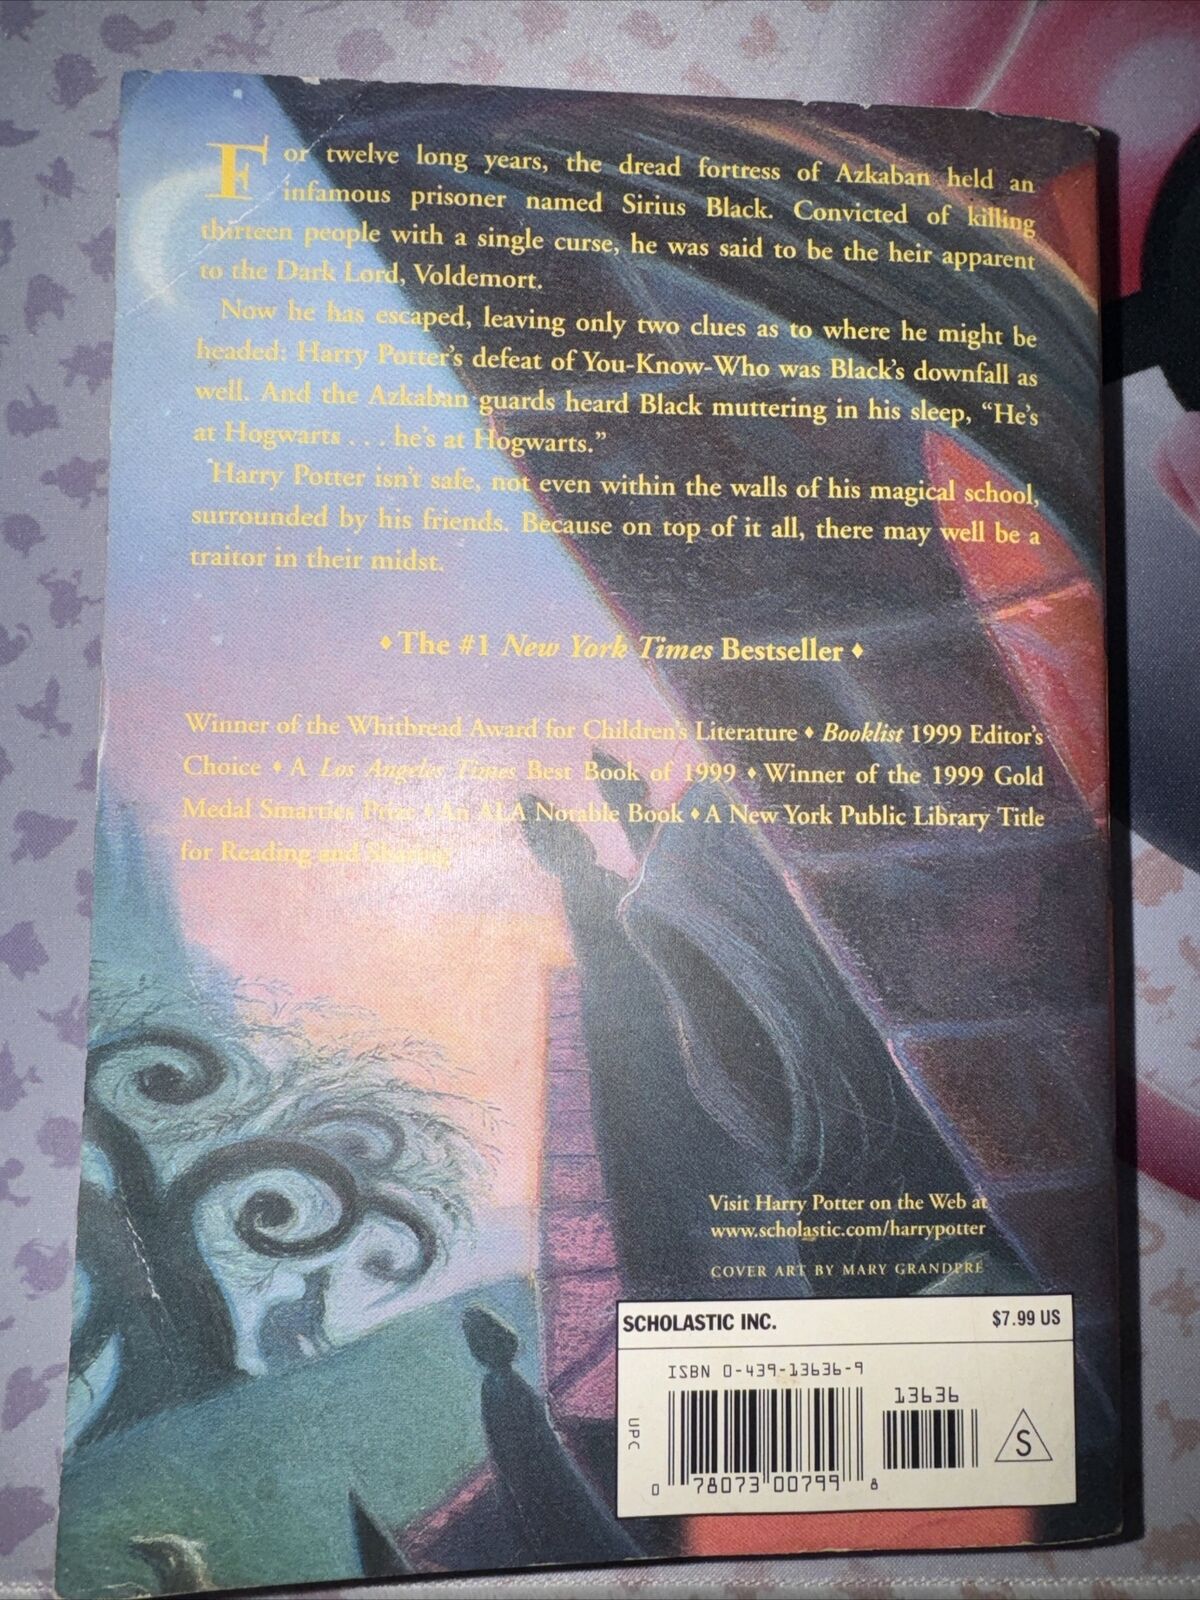 For twelve long years, the dread fortress of Azkaban held an
infamous prisoner named Sirius Black. Convicted of killing
thirteen people with a single curse, he was said to be the heir apparent
to the Dark Lord, Voldemort.
Now he has escaped, leaving only two clues as to where he might be
headed: Harry Potter's defeat of You-Know-Who was Black's downfall as
well. And the Azkaban guards heard Black muttering in his sleep, “He's
at Hogwarts . . . he's at Hogwarts.”
Harry Potter isn't safe, not even within the walls of his magical school,
surrounded by his friends. Because on top of it all, there may well be a
traitor in their midst.
♦ The #1 New York Times Bestseller ♦
Winner of the Whitbread Award for Children's Literature ♦ Booklist 1999 Editor's
Choice ♦ A Los Angeles Times Best Book of 1999 ♦ Winner of the 1999 Gold
Medal Smarties Prize ♦ An ALA Notable Book ♦ A New York Public Library Title
for Reading and Sharing
Visit Harry Potter on the Web at
www.scholastic.com/harrypotter
COVER ART BY MARY GRANDPRÉ
SCHOLASTIC INC. $7.99 US
ISBN 0-439-13636-9
13636
UPC
S
0 78073 00799 8